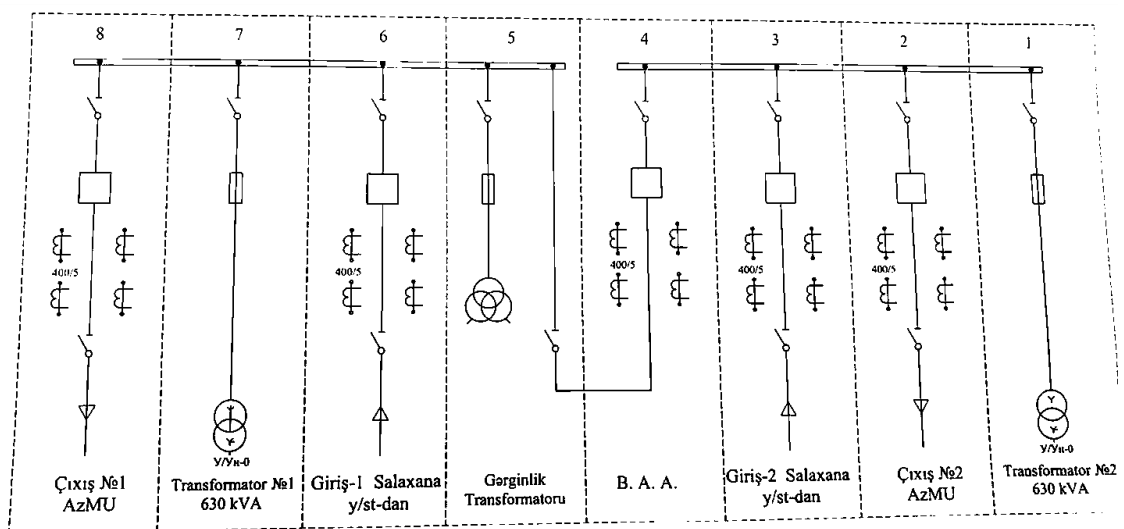 8 7 6 5 4 3 2 1
400/5 400/5 400/5 400/5 400/5
Y
Y
Y
Y
У/Ун-0
У/Ун-0
Çıxış №1
AzMU
Transformator №1
630 kVA
Giriş-1 Salaxana
y/st-dan
Gərginlik
Transformatoru
B. A. A.
Giriş-2 Salaxana
y/st-dan
Çıxış №2
AzMU
Transformator №2
630 kVA